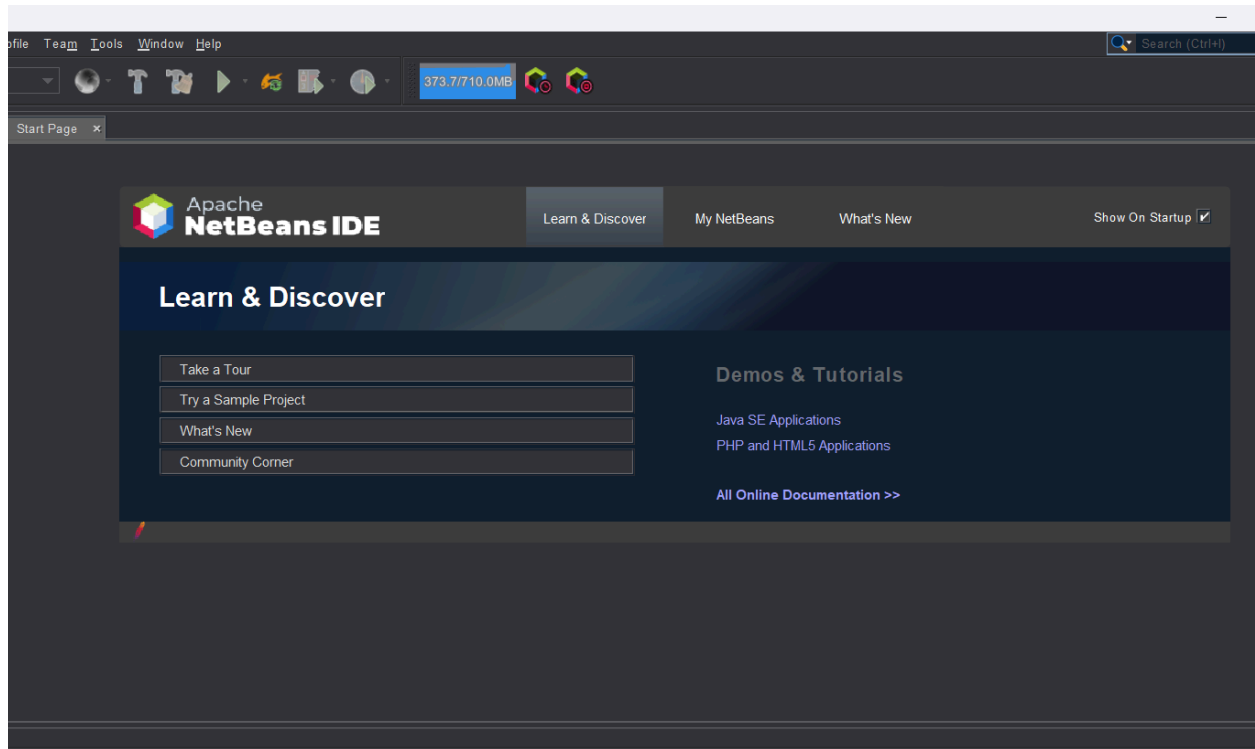 Team Tools Window Help
Search (Ctrl+I)
373.7/710.0MB
Start Page
Apache
NetBeans IDE
Learn & Discover
My NetBeans
What's New
Show On Startup
Learn & Discover
Take a Tour
Try a Sample Project
What's New
Community Corner
Demos & Tutorials
Java SE Applications
PHP and HTML5 Applications
All Online Documentation >>